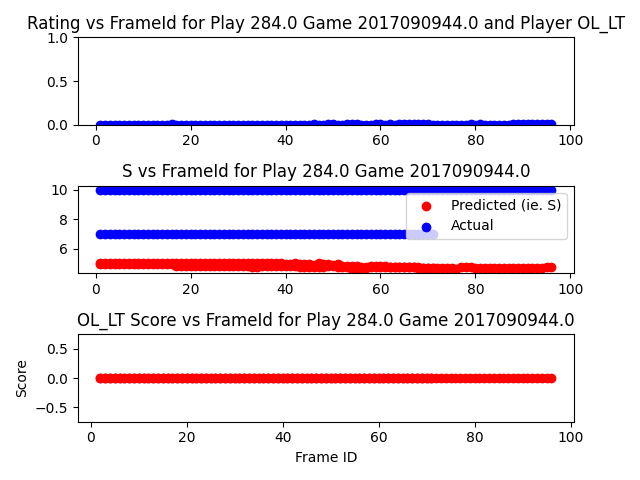 Rating vs FrameId for Play 284.0 Game 2017090944.0 and Player OL_LT
1.0
0.5
0.0
0 20 40 60 80 100
S vs FrameId for Play 284.0 Game 2017090944.0
10
8
6
Predicted (ie. S)
Actual
0 20 40 60 80 100
OL_LT Score vs FrameId for Play 284.0 Game 2017090944.0
Score
0.5
0.0
−0.5
0 20 40 60 80 100
Frame ID